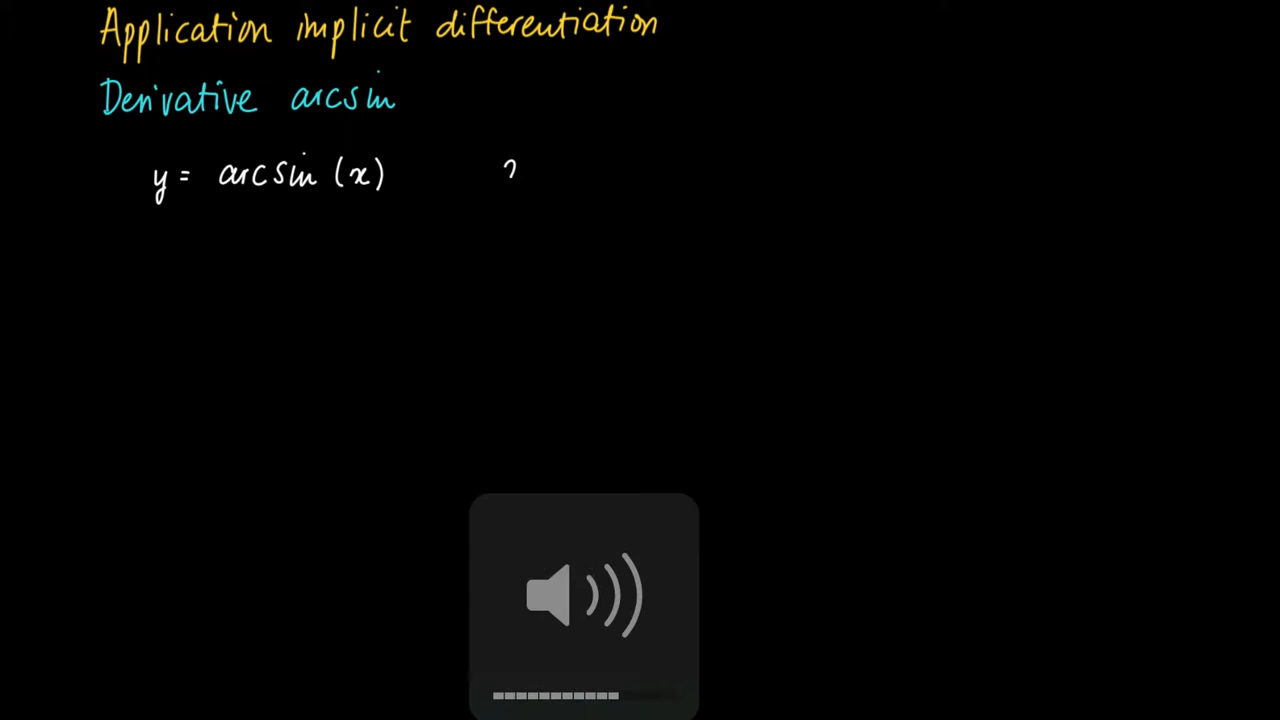 Application implicit differentiation
Derivative arcsin
y = arcsin (x)